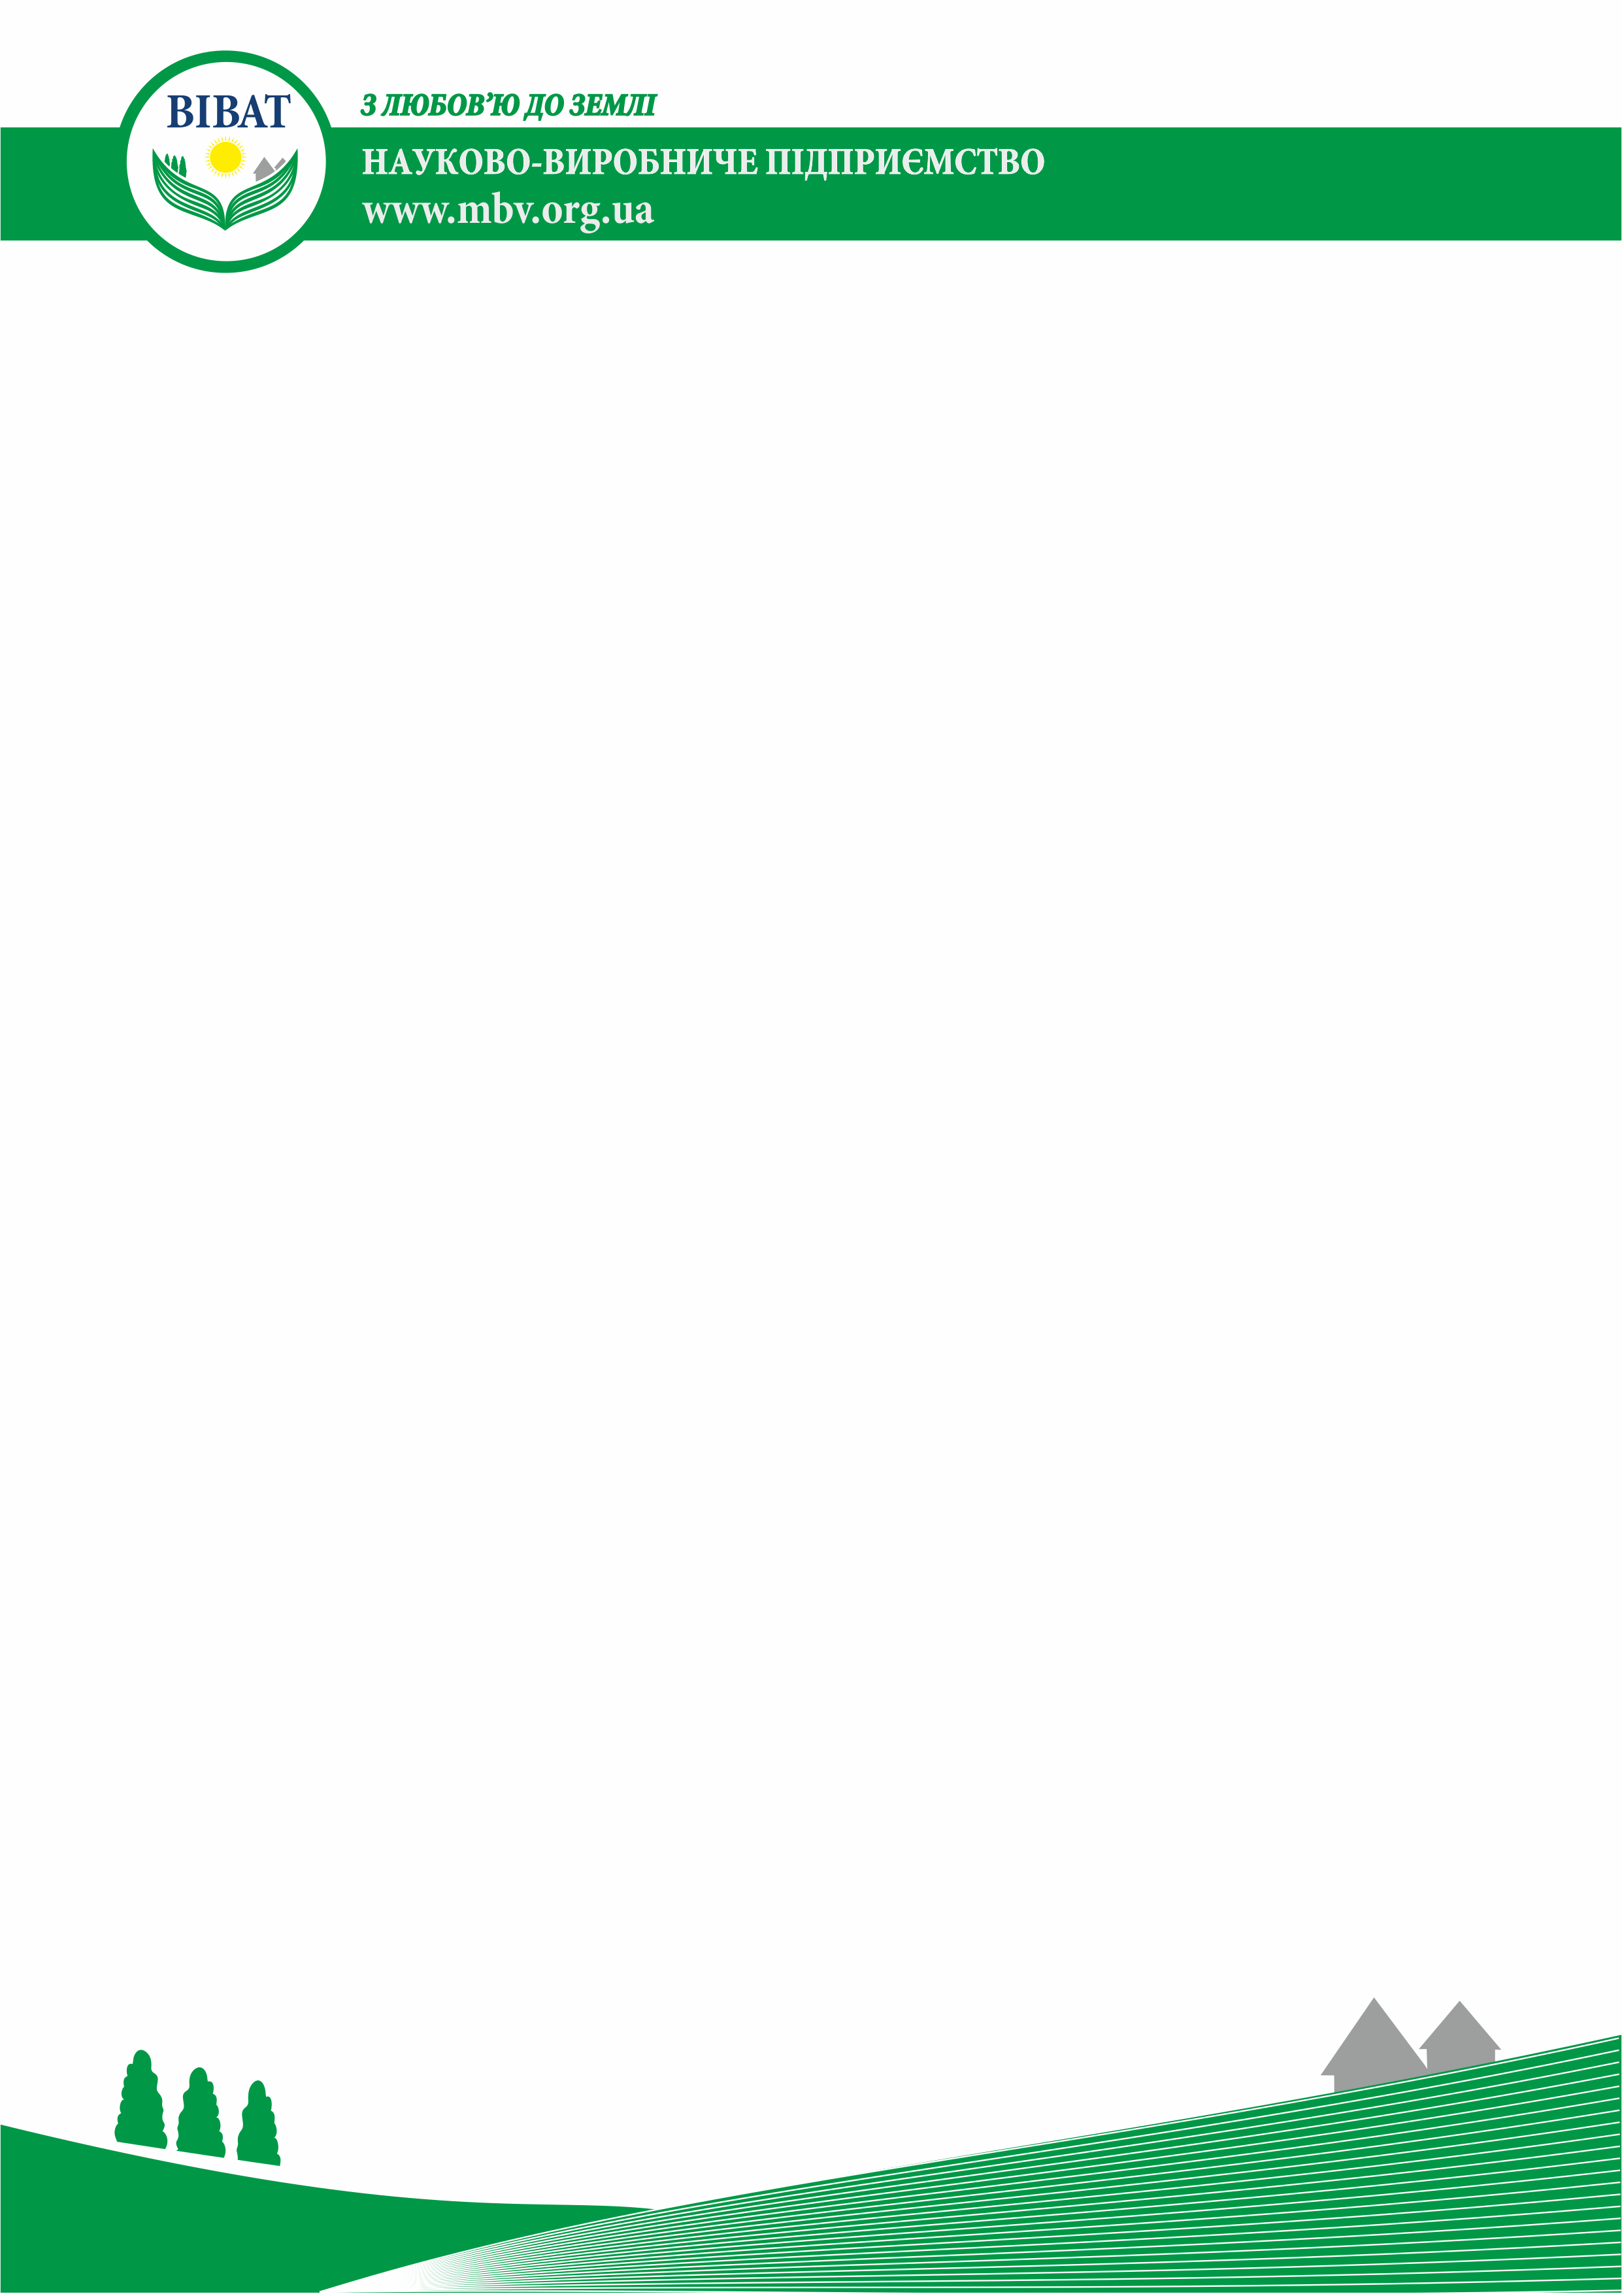 ВІВАТ
З ЛЮБОВ'Ю ДО ЗЕМЛІ
НАУКОВО-ВИРОБНИЧЕ ПІДПРИЄМСТВО
www.mbv.org.ua